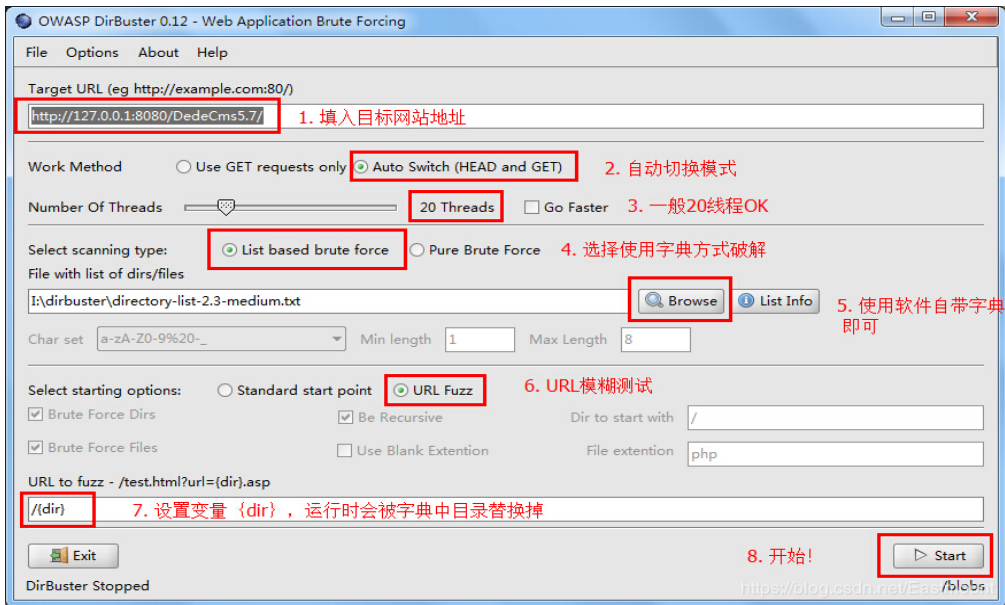 OWASP DirBuster 0.12 - Web Application Brute Forcing
File Options About Help
Target URL (eg http://example.com:80/)
http://127.0.0.1:8080/DedeCms5.7/ 1. 填入目标网站地址
Work Method Use GET requests only Auto Switch (HEAD and GET) 2. 自动切换模式
Number Of Threads 20 Threads Go Faster 3. 一般20线程OK
Select scanning type: List based brute force Pure Brute Force 4. 选择使用字典方式破解
File with list of dirs/files
I:\dirbuster\directory-list-2.3-medium.txt Browse List Info 5. 使用软件自带字典
即可
Char set a-zA-Z0-9%20-_ Min length 1 Max Length 8
Select starting options: Standard start point URL Fuzz 6. URL模糊测试
Brute Force Dirs Be Recursive Dir to start with /
Brute Force Files Use Blank Extention File extention php
URL to fuzz - /test.html?url={dir}.asp
/{dir} 7. 设置变量 {dir} ，运行时会被字典中目录替换掉
Exit 8. 开始! Start
DirBuster Stopped /blobs